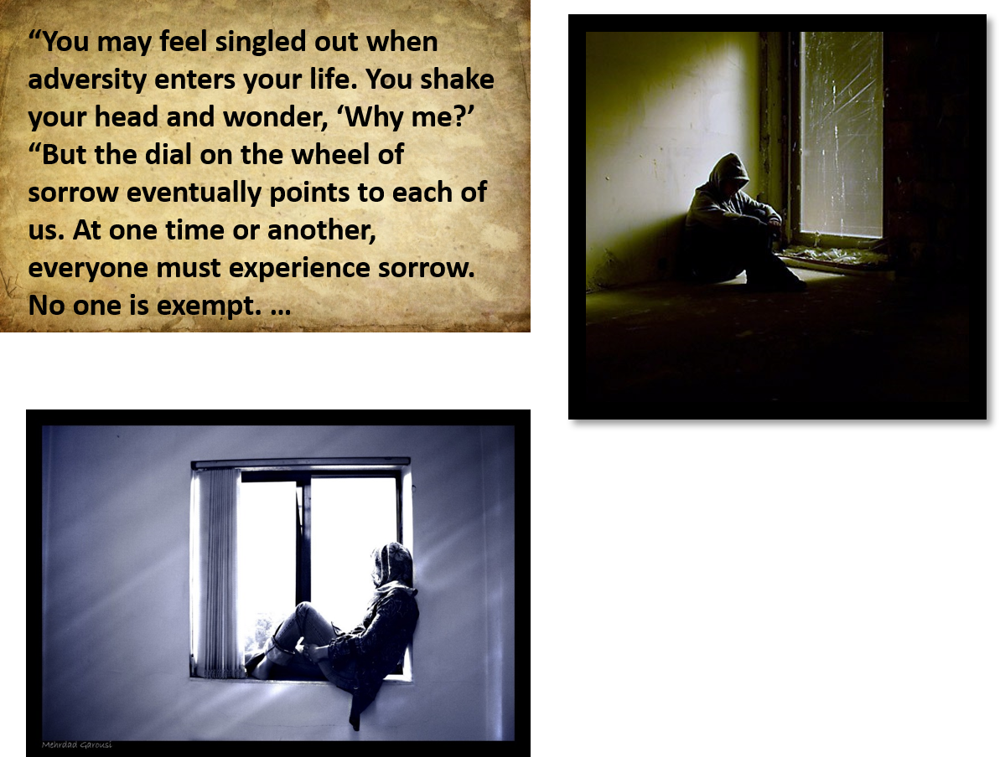 “You may feel singled out when
adversity enters your life. You shake
your head and wonder, ‘Why me?’
“But the dial on the wheel of
sorrow eventually points to each of
us. At one time or another,
everyone must experience sorrow.
No one is exempt. …
Mehrdad Garousi